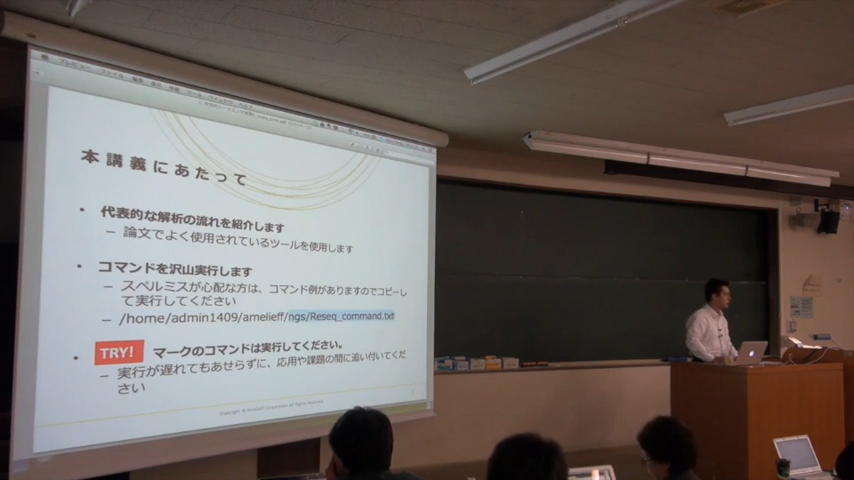 本講義にあたって
• 代表的な解析の流れを紹介します
– 論文でよく使用されているツールを使用します
• コマンドを沢山実行します
– スペルミスが心配な方は、コマンド例がありますのでコピーし
て実行してください
– /home/admin1409/amelieff/ngs/Reseq_command.txt
• TRY! マークのコマンドは実行してください。
– 実行が遅れてもあせらずに、応用や課題の間に追い付いてくだ
さい
Copyright © Amelieff Corporation All Rights Reserved.